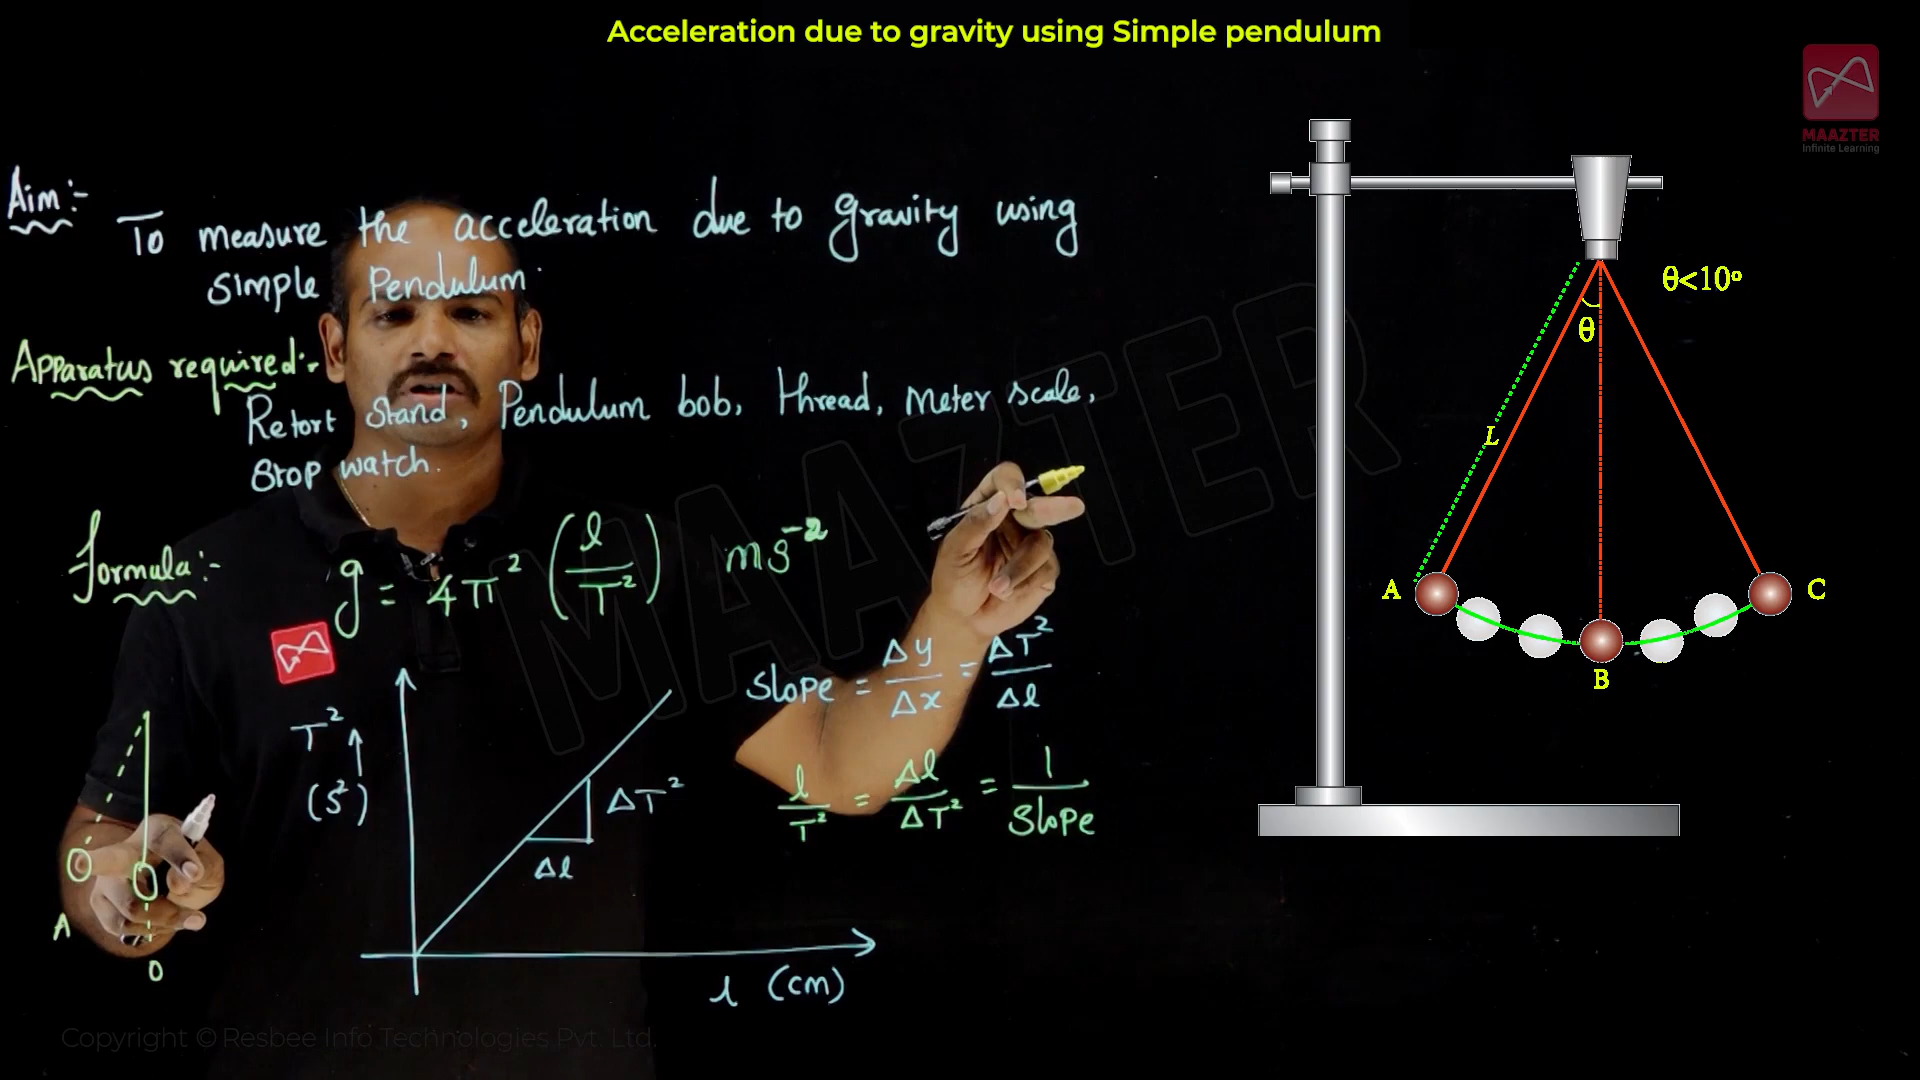 Acceleration due to gravity using Simple pendulum
MAAZTER
Infinite Learning
Aim:-
To measure the acceleration due to gravity using
Simple Pendulum.
Apparatus required:-
Retort Stand, Pendulum bob, thread, Meter scale,
Stop watch.
Formula:- g = 4π² (l/T²) ms⁻²
Slope = Δy/Δx = ΔT²/Δl
l/T² = Δl/ΔT² = 1/Slope
T² ↑
(s²)
ΔT²
Δl
l (cm)
A
O
θ<10°
θ
L
A
C
B
MAAZTER
Copyright © Resbee Info Technologies Pvt. Ltd.